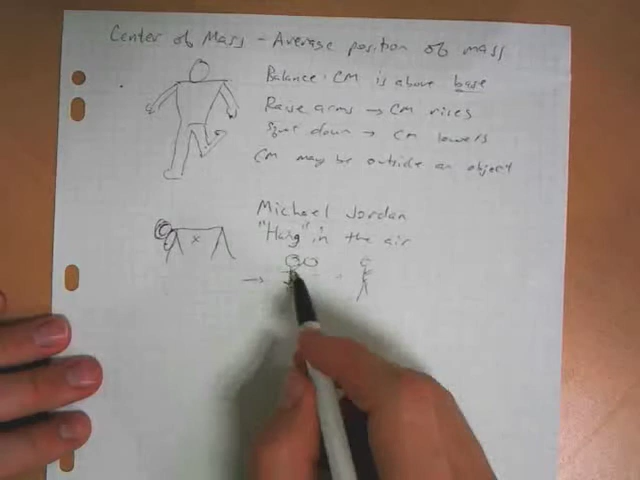 Center of Mass - Average position of mass
Balance: CM is above base
Raise arms → CM rises
Squat down → CM lowers
CM may be outside an object
Michael Jordan
"Hang" in the air